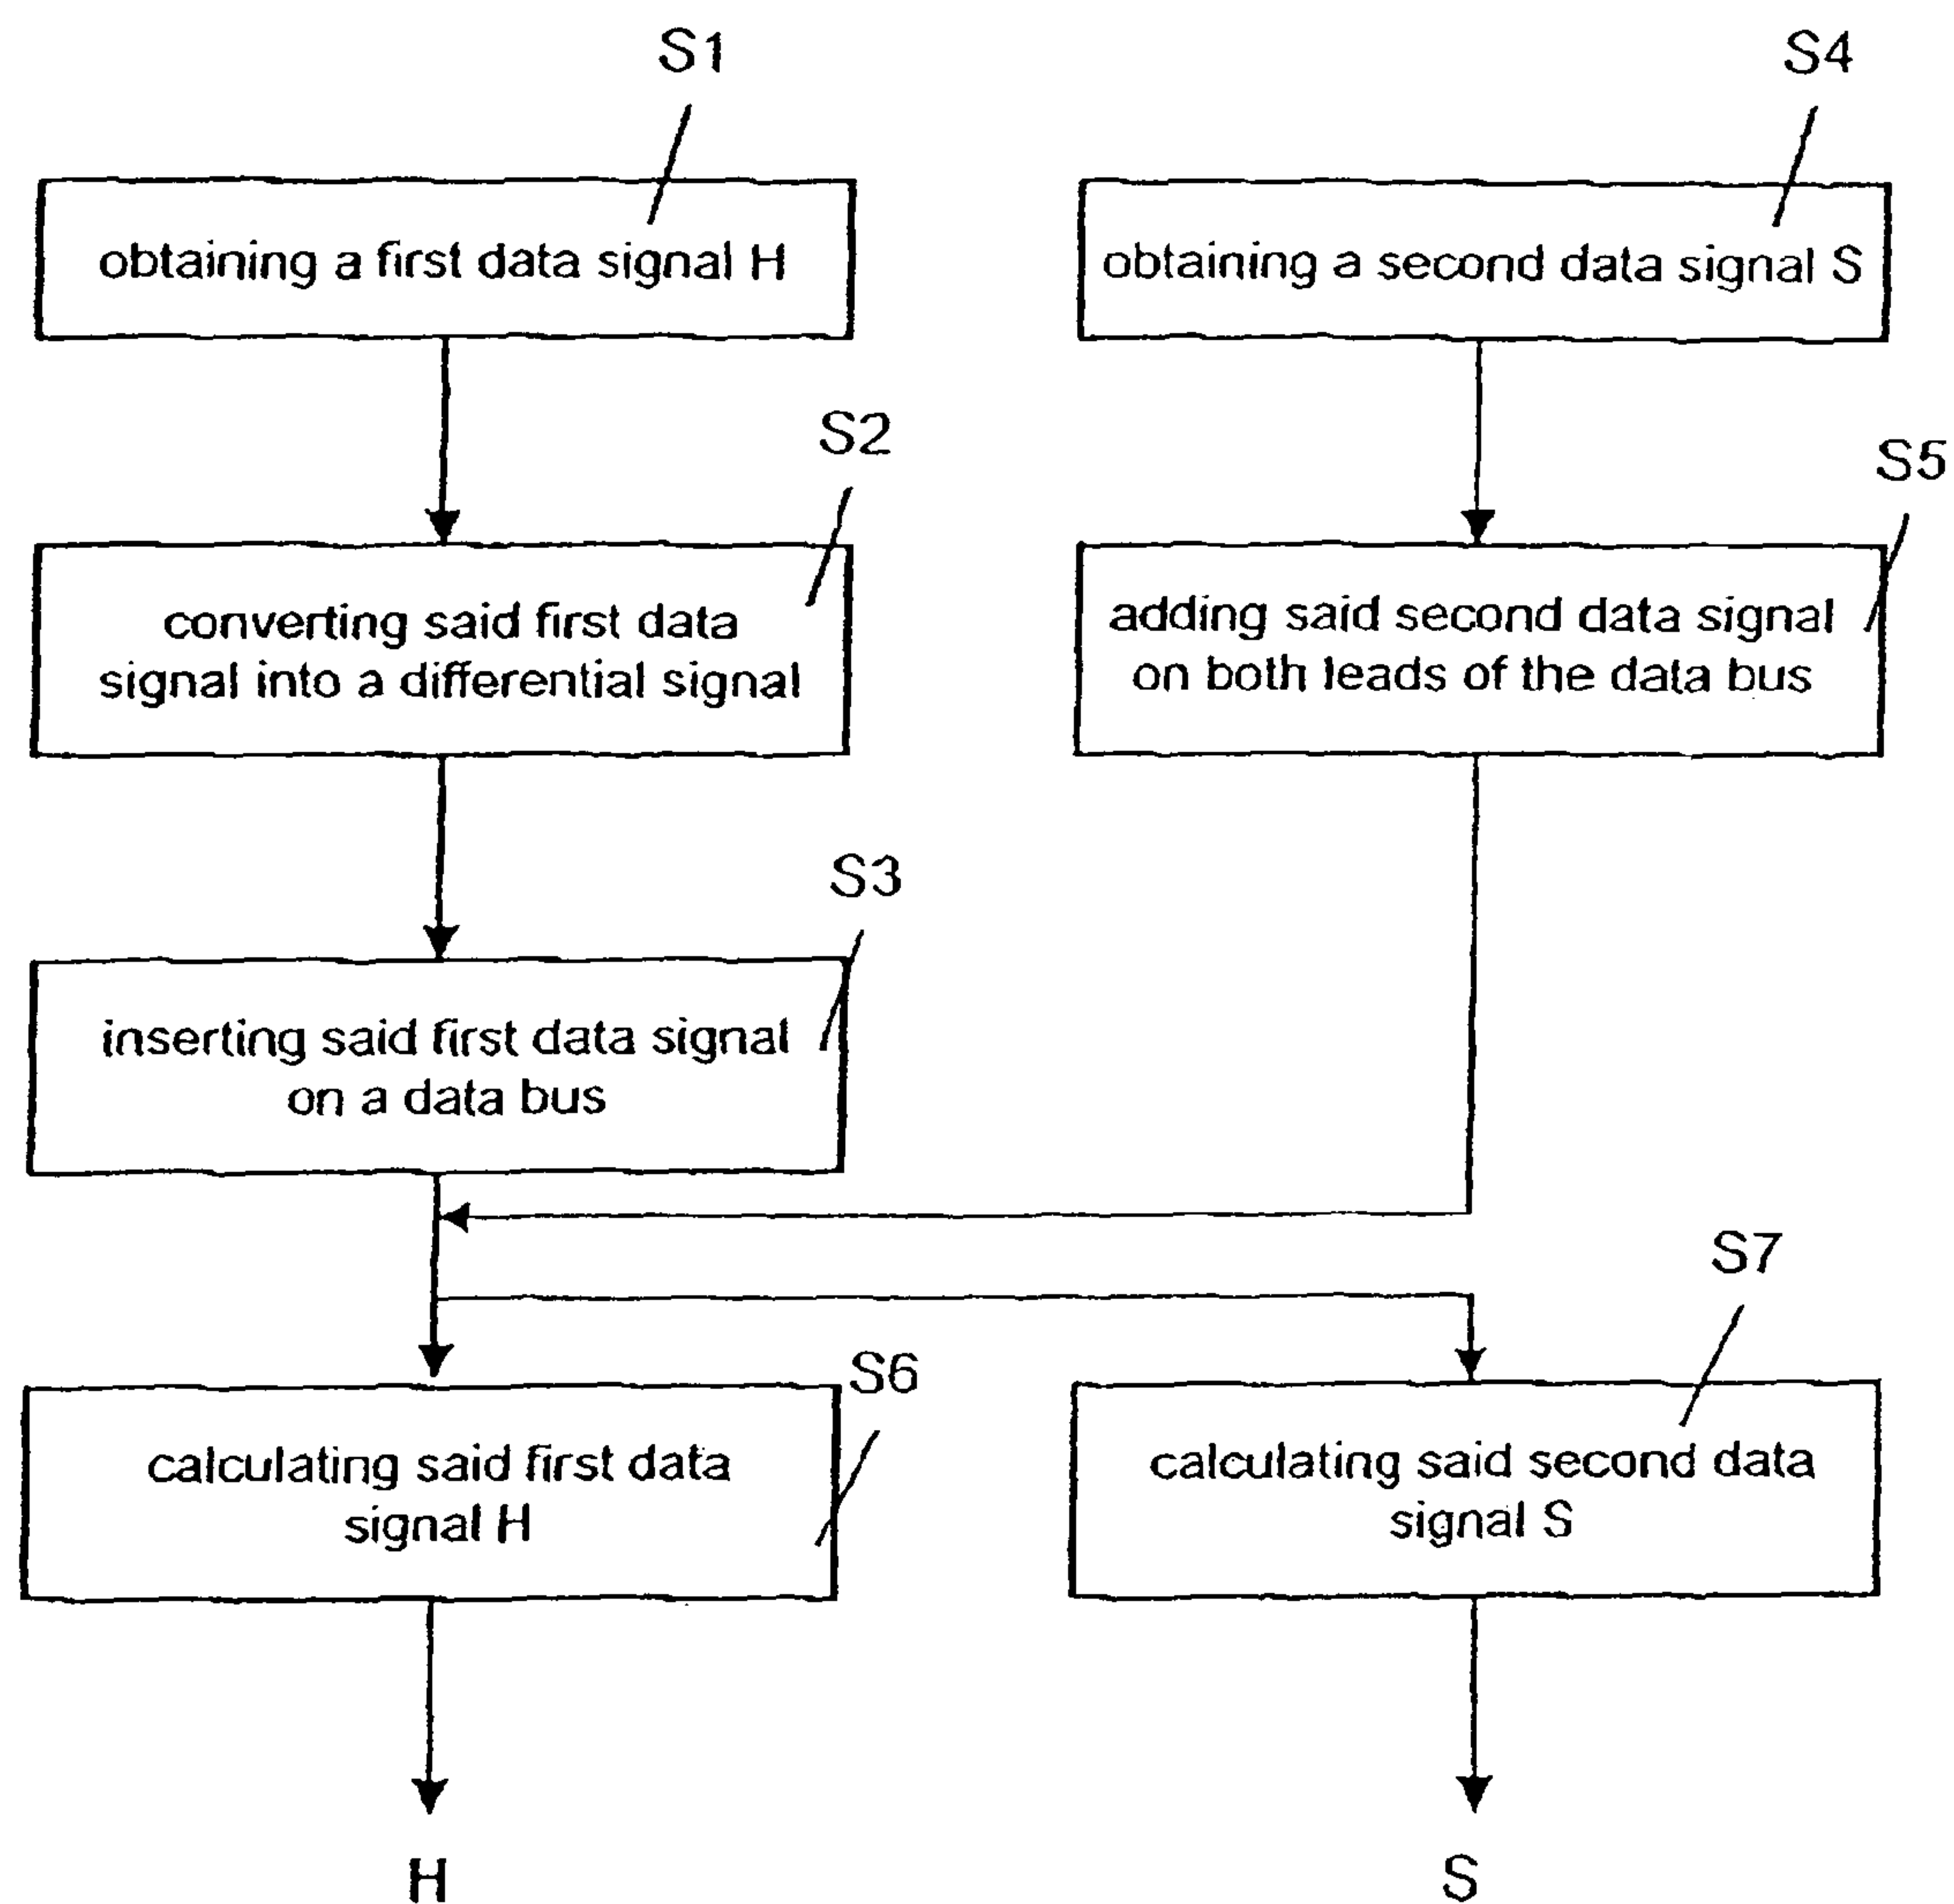 S1
obtaining a first data signal H
S4
obtaining a second data signal S
S2
converting said first data
signal into a differential signal
S5
adding said second data signal
on both leads of the data bus
S3
inserting said first data signal
on a data bus
S6
calculating said first data
signal H
S7
calculating said second data
signal S
H
S